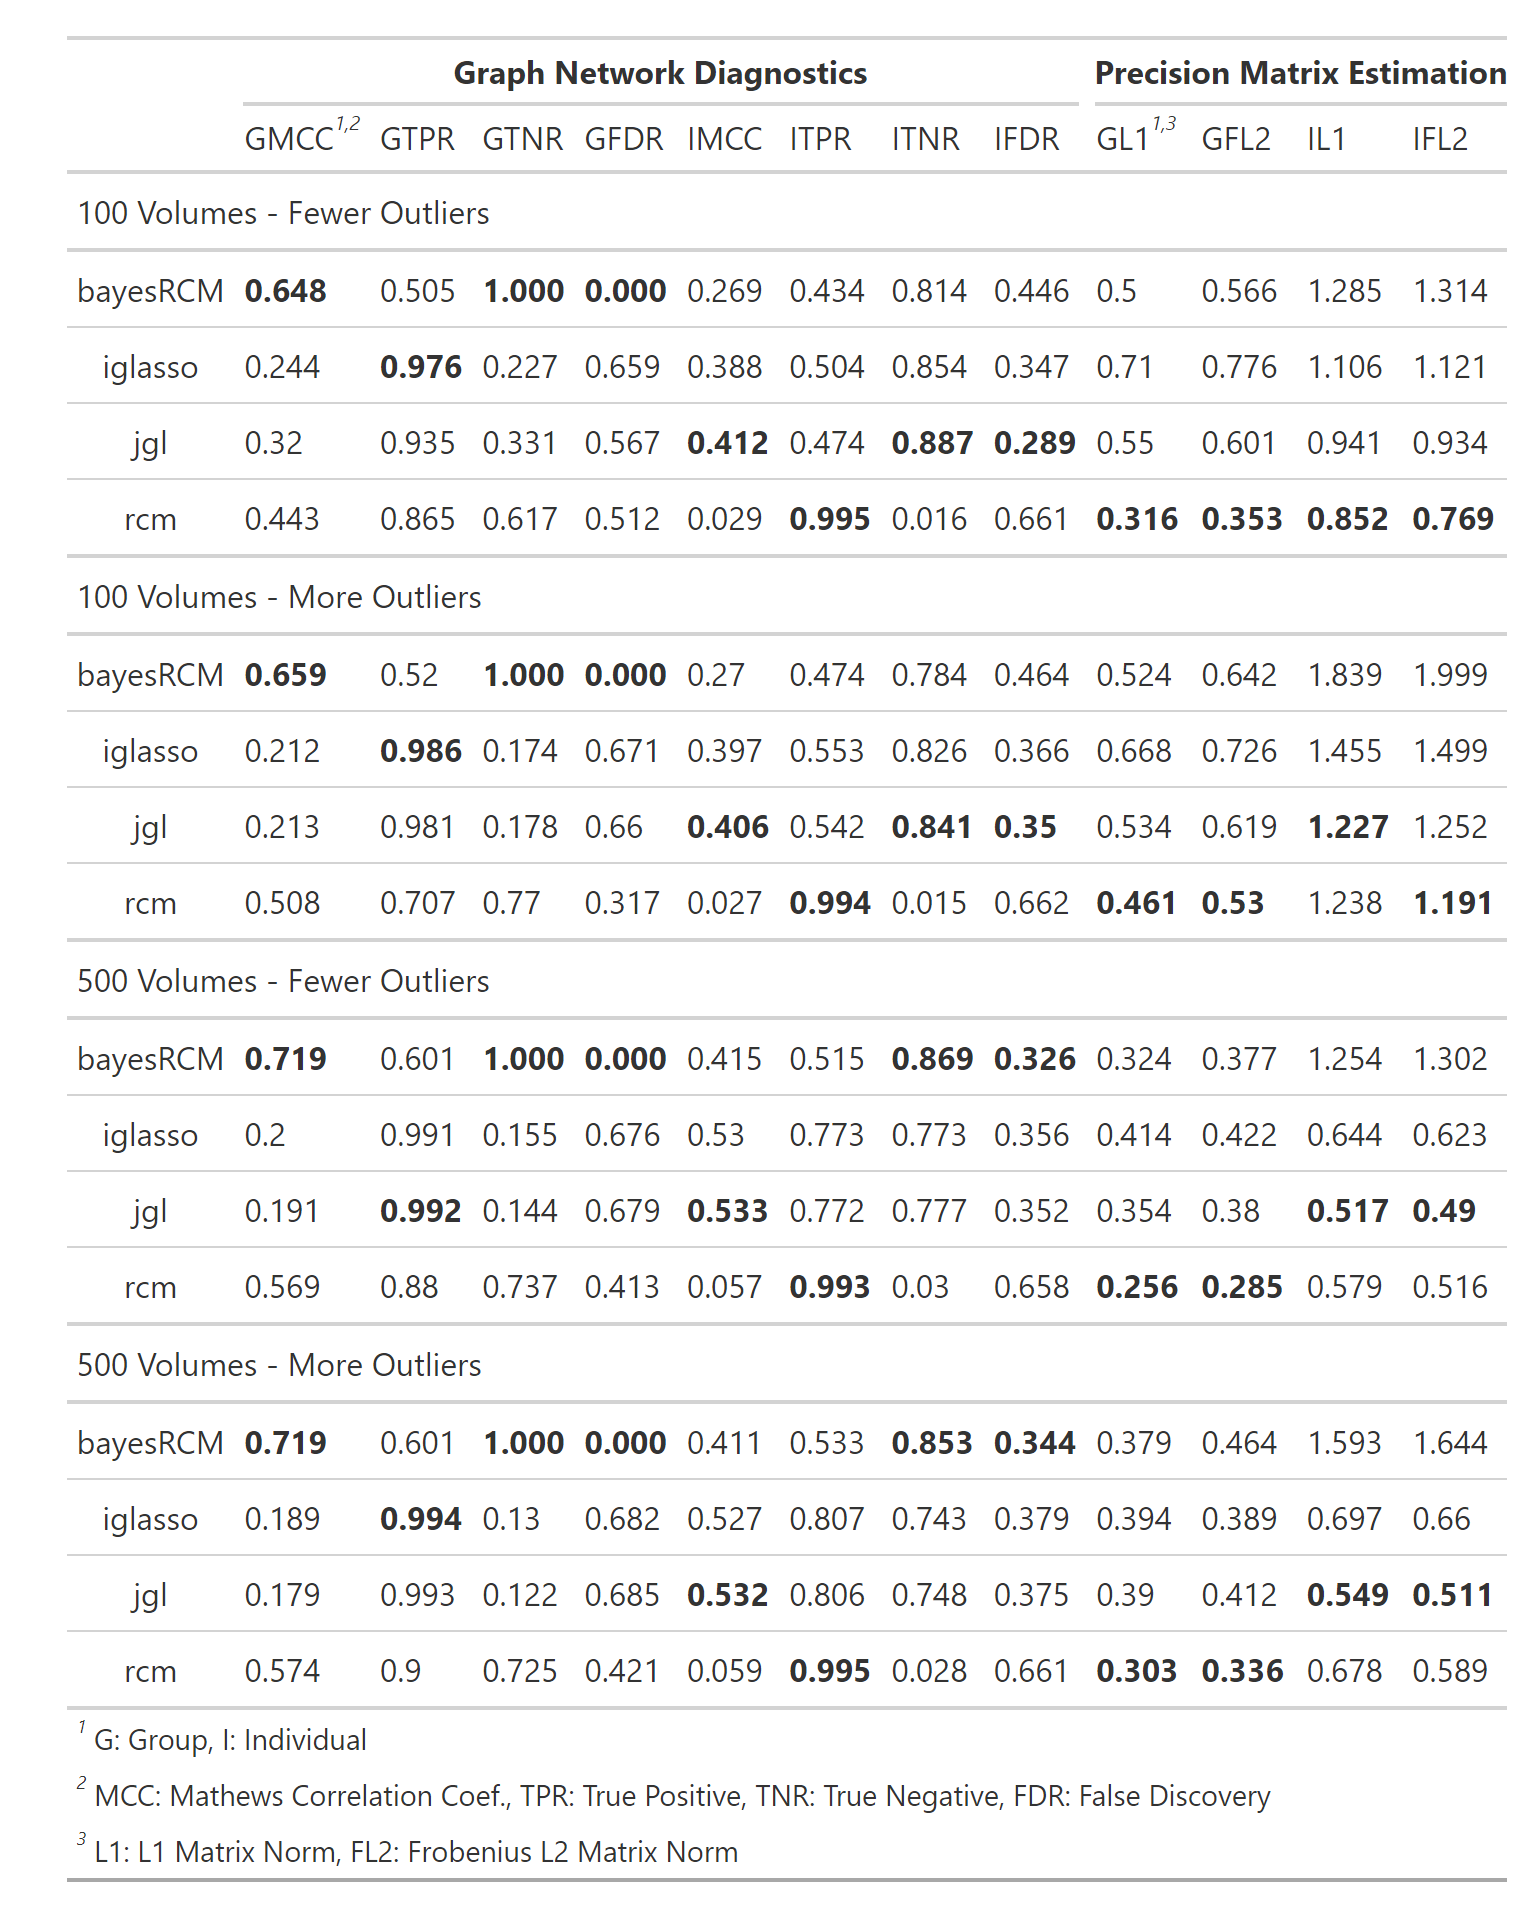 Graph Network Diagnostics Precision Matrix Estimation
GMCC1,2 GTPR GTNR GFDR IMCC ITPR ITNR IFDR GL11,3 GFL2 IL1 IFL2
100 Volumes - Fewer Outliers
bayesRCM 0.648 0.505 1.000 0.000 0.269 0.434 0.814 0.446 0.5 0.566 1.285 1.314
iglasso 0.244 0.976 0.227 0.659 0.388 0.504 0.854 0.347 0.71 0.776 1.106 1.121
jgl 0.32 0.935 0.331 0.567 0.412 0.474 0.887 0.289 0.55 0.601 0.941 0.934
rcm 0.443 0.865 0.617 0.512 0.029 0.995 0.016 0.661 0.316 0.353 0.852 0.769
100 Volumes - More Outliers
bayesRCM 0.659 0.52 1.000 0.000 0.27 0.474 0.784 0.464 0.524 0.642 1.839 1.999
iglasso 0.212 0.986 0.174 0.671 0.397 0.553 0.826 0.366 0.668 0.726 1.455 1.499
jgl 0.213 0.981 0.178 0.66 0.406 0.542 0.841 0.35 0.534 0.619 1.227 1.252
rcm 0.508 0.707 0.77 0.317 0.027 0.994 0.015 0.662 0.461 0.53 1.238 1.191
500 Volumes - Fewer Outliers
bayesRCM 0.719 0.601 1.000 0.000 0.415 0.515 0.869 0.326 0.324 0.377 1.254 1.302
iglasso 0.2 0.991 0.155 0.676 0.53 0.773 0.773 0.356 0.414 0.422 0.644 0.623
jgl 0.191 0.992 0.144 0.679 0.533 0.772 0.777 0.352 0.354 0.38 0.517 0.49
rcm 0.569 0.88 0.737 0.413 0.057 0.993 0.03 0.658 0.256 0.285 0.579 0.516
500 Volumes - More Outliers
bayesRCM 0.719 0.601 1.000 0.000 0.411 0.533 0.853 0.344 0.379 0.464 1.593 1.644
iglasso 0.189 0.994 0.13 0.682 0.527 0.807 0.743 0.379 0.394 0.389 0.697 0.66
jgl 0.179 0.993 0.122 0.685 0.532 0.806 0.748 0.375 0.39 0.412 0.549 0.511
rcm 0.574 0.9 0.725 0.421 0.059 0.995 0.028 0.661 0.303 0.336 0.678 0.589
1 G: Group, I: Individual
2 MCC: Mathews Correlation Coef., TPR: True Positive, TNR: True Negative, FDR: False Discovery
3 L1: L1 Matrix Norm, FL2: Frobenius L2 Matrix Norm